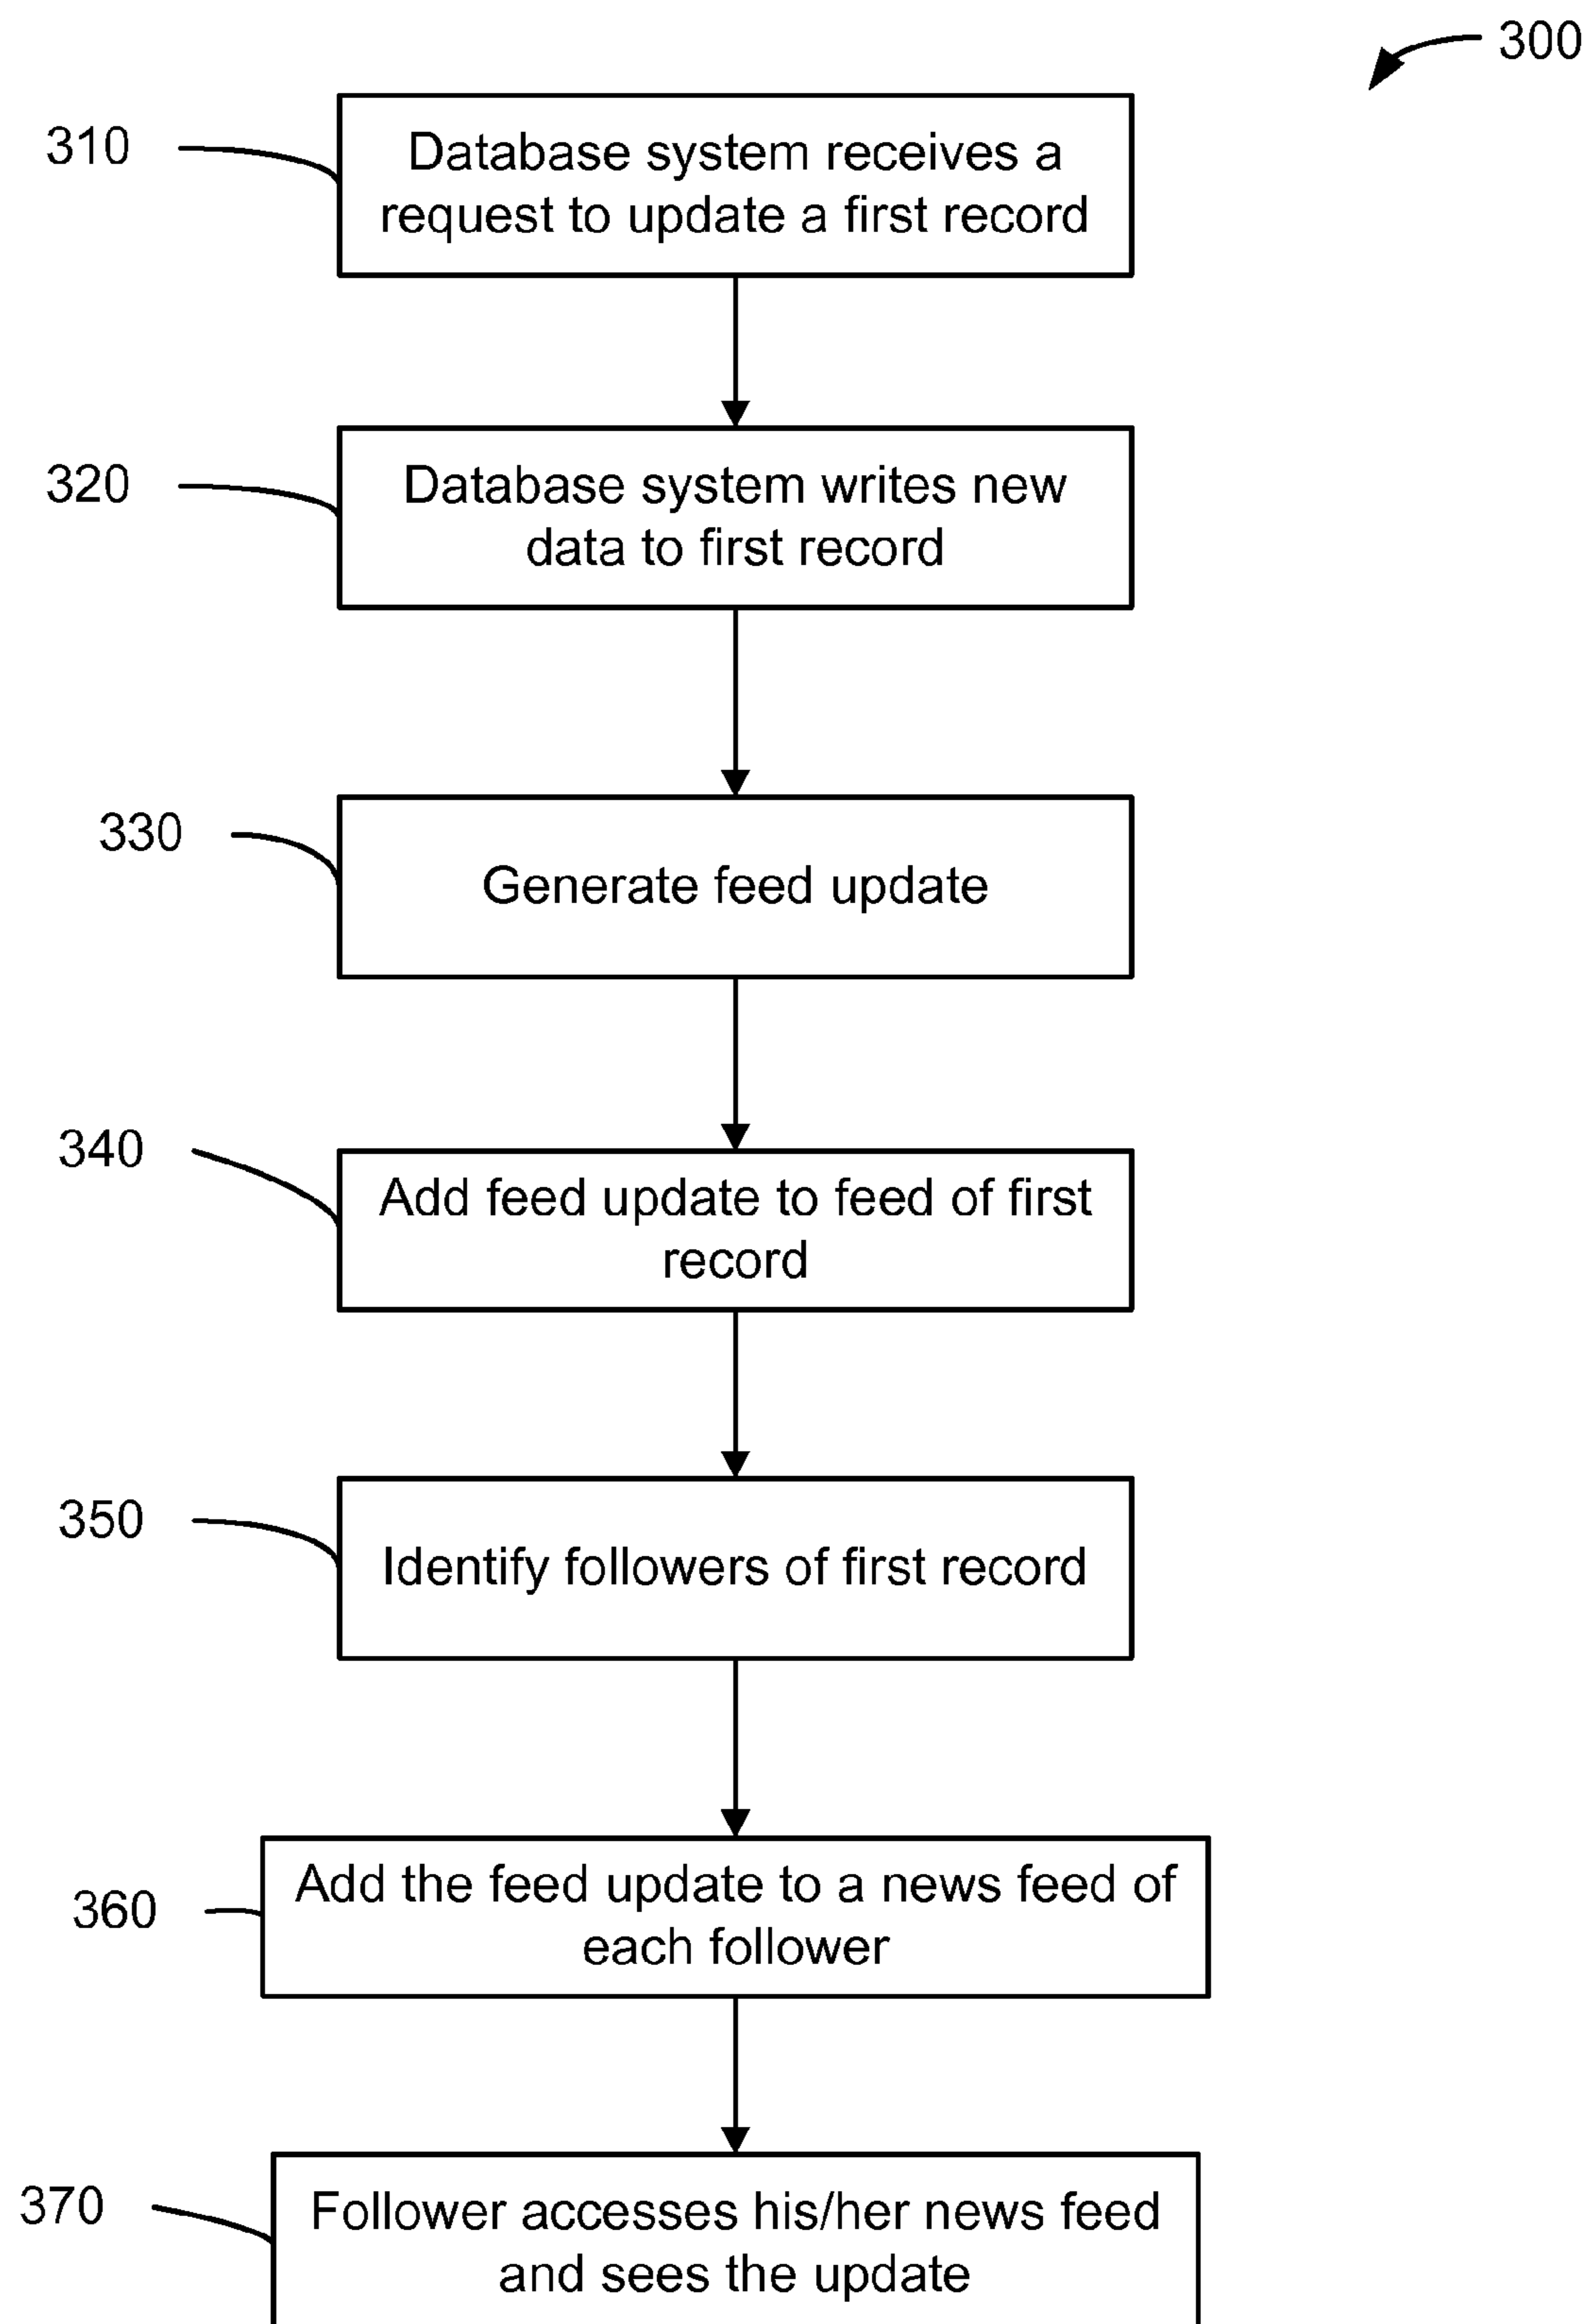 300
310
Database system receives a
request to update a first record
320
Database system writes new
data to first record
330
Generate feed update
340
Add feed update to feed of first
record
350
Identify followers of first record
360
Add the feed update to a news feed of
each follower
370
Follower accesses his/her news feed
and sees the update